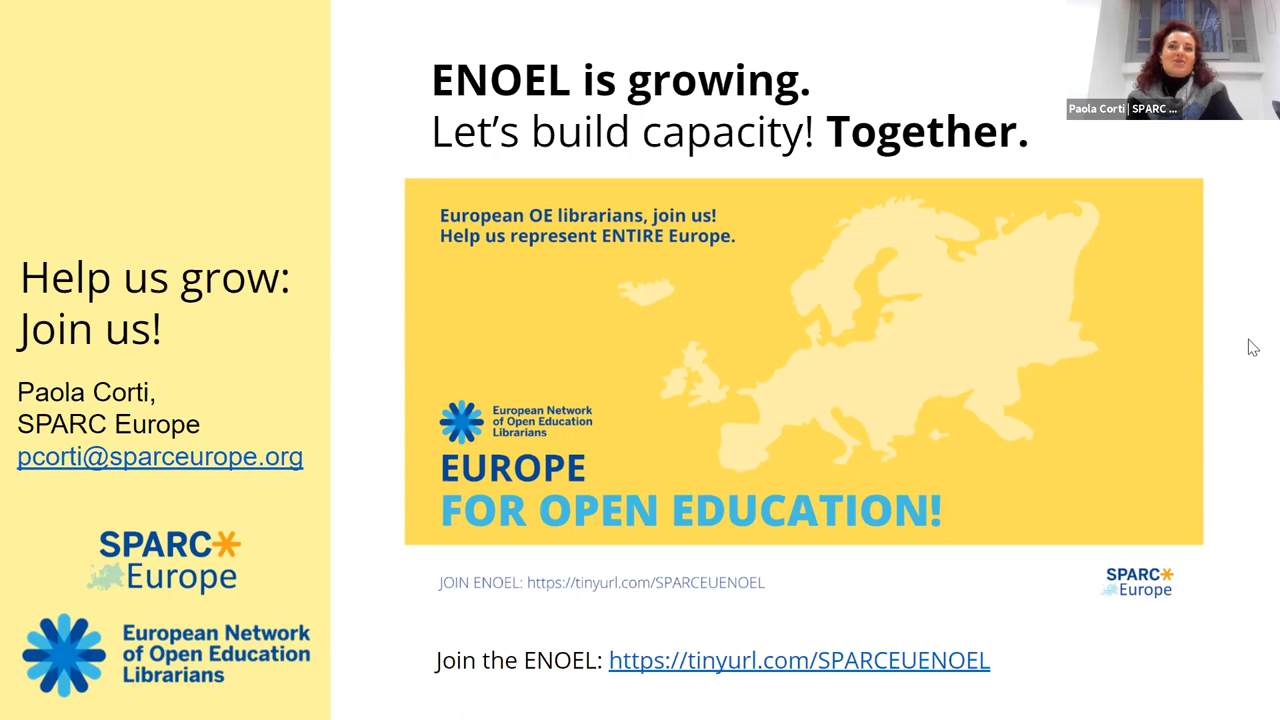 Help us grow:
Join us!
Paola Corti,
SPARC Europe
pcorti@sparceurope.org
SPARC
Europe
European Network
of Open Education
Librarians
ENOEL is growing.
Let’s build capacity! Together.
European OE librarians, join us!
Help us represent ENTIRE Europe.
European Network
of Open Education
Librarians
EUROPE
FOR OPEN EDUCATION!
JOIN ENOEL: https://tinyurl.com/SPARCEUENOEL
SPARC
Europe
Join the ENOEL: https://tinyurl.com/SPARCEUENOEL
Paola Corti | SPARC ...